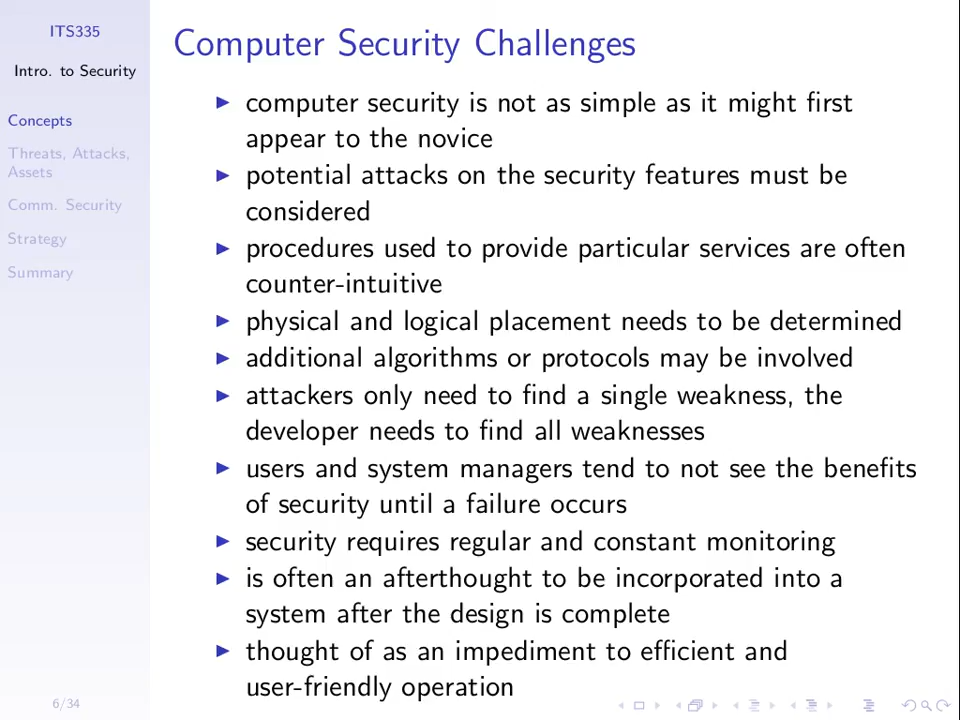 ITS335
Intro. to Security
Concepts
Threats, Attacks,
Assets
Comm. Security
Strategy
Summary
6/34
Computer Security Challenges
computer security is not as simple as it might first
appear to the novice
potential attacks on the security features must be
considered
procedures used to provide particular services are often
counter-intuitive
physical and logical placement needs to be determined
additional algorithms or protocols may be involved
attackers only need to find a single weakness, the
developer needs to find all weaknesses
users and system managers tend to not see the benefits
of security until a failure occurs
security requires regular and constant monitoring
is often an afterthought to be incorporated into a
system after the design is complete
thought of as an impediment to efficient and
user-friendly operation